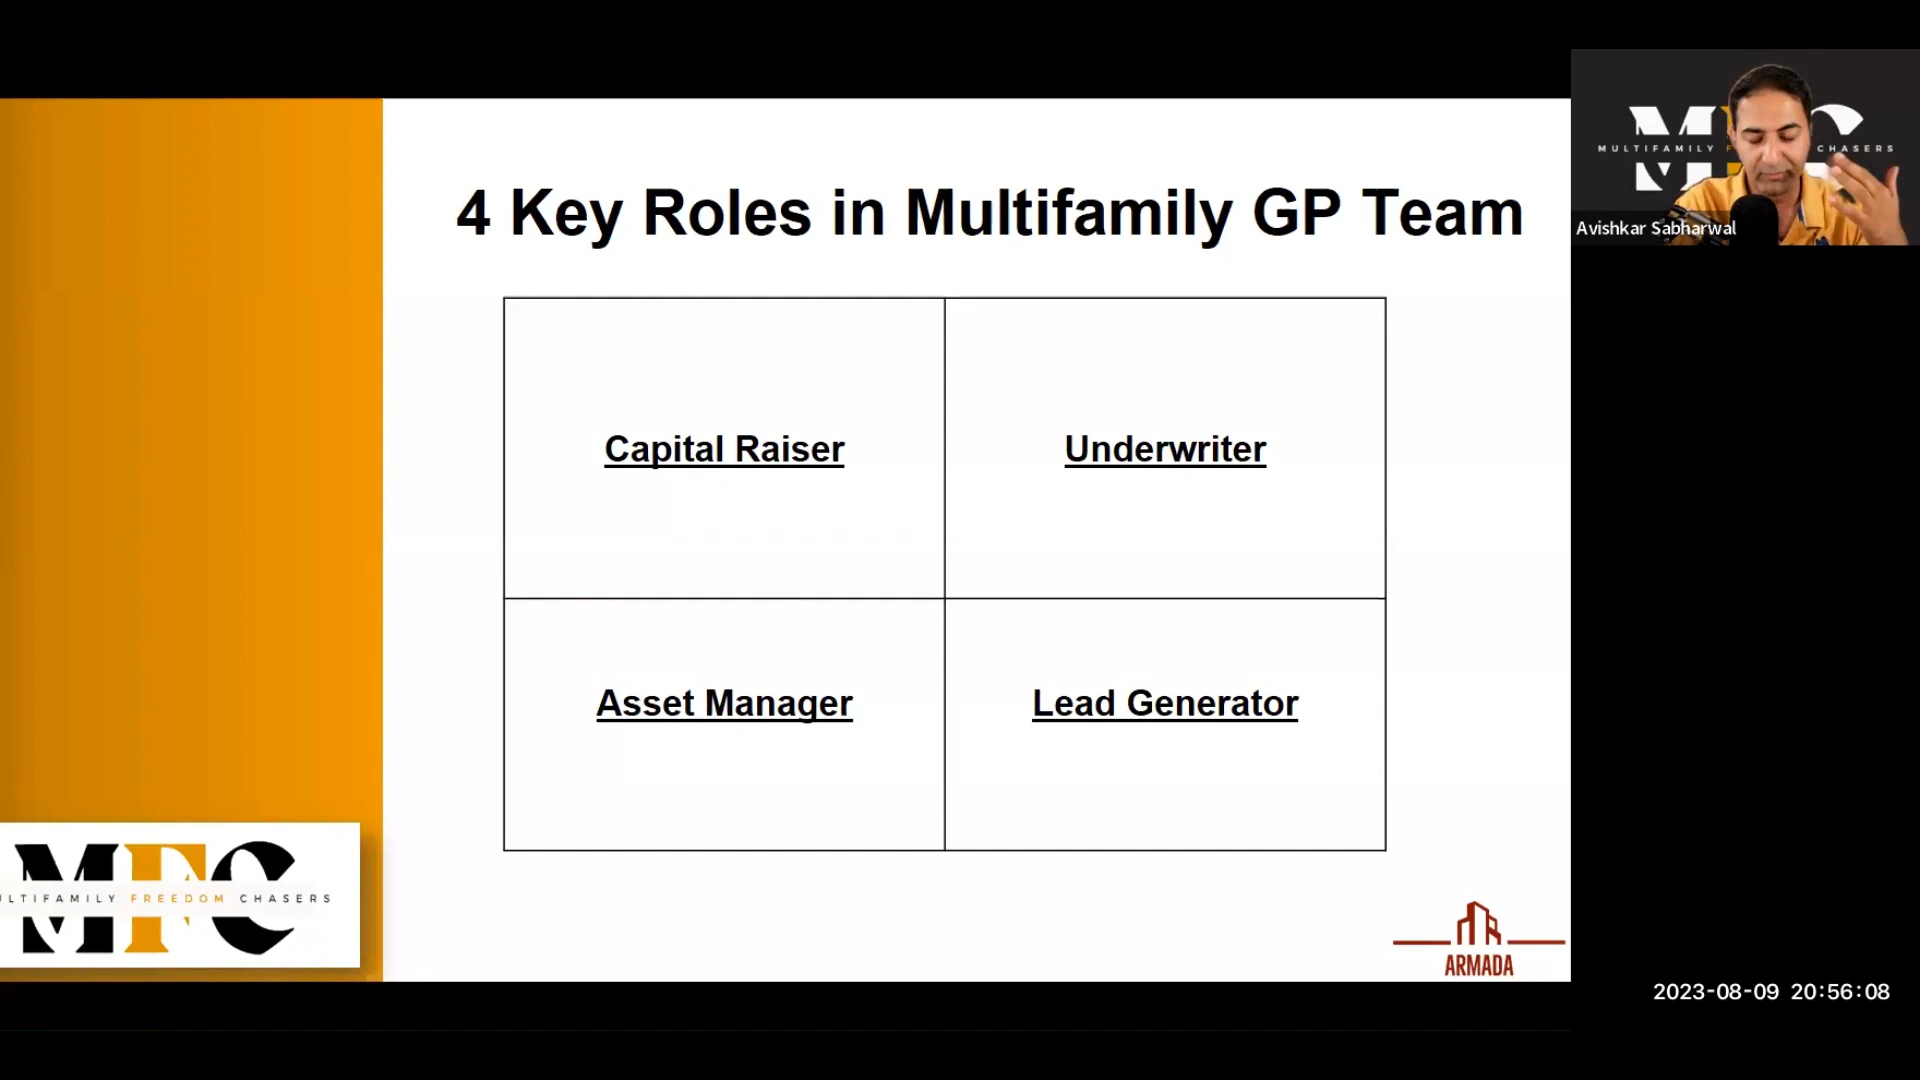 4 Key Roles in Multifamily GP Team
Capital Raiser
Underwriter
Asset Manager
Lead Generator
MFC
ULTIFAMILY FREEDOM CHASERS
ARMADA
MULTIFAMILY F CHASERS
Avishkar Sabharwal
2023-08-09 20:56:08